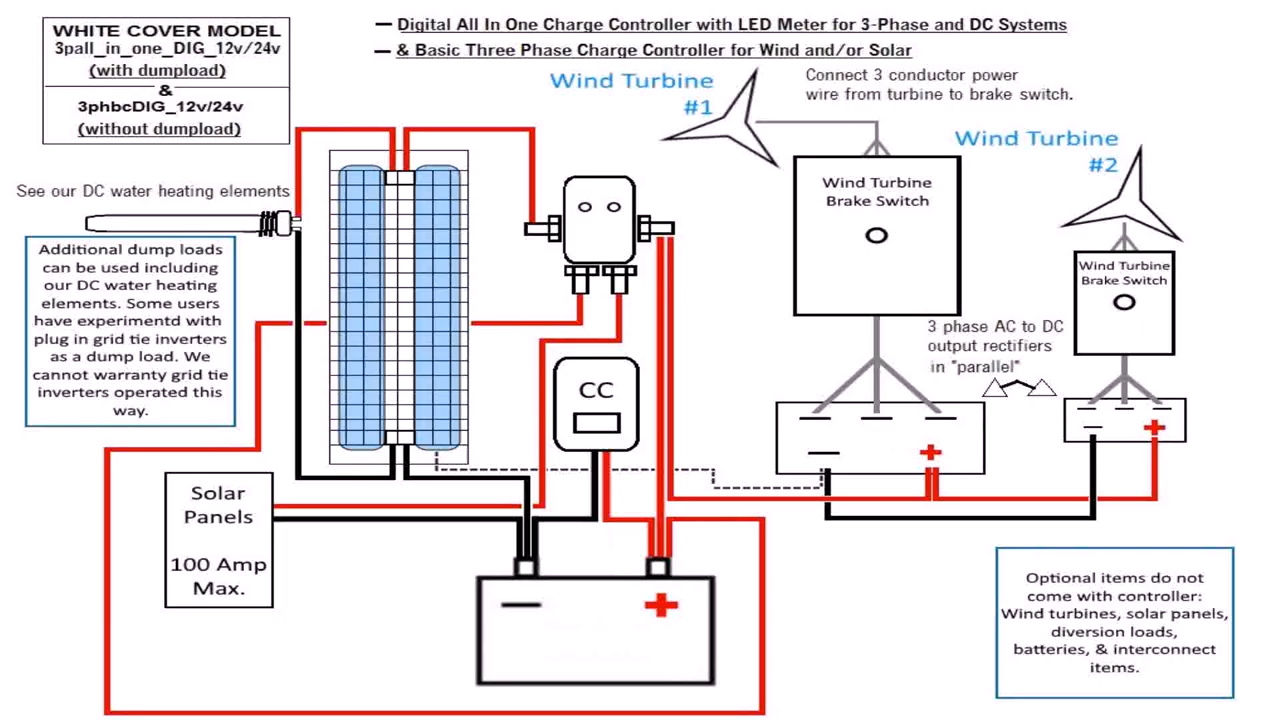 WHITE COVER MODEL
3pall_in_one_DIG_12v/24v
(with dumpload)
&
3phbcDIG_12v/24v
(without dumpload)
— Digital All In One Charge Controller with LED Meter for 3-Phase and DC Systems
— & Basic Three Phase Charge Controller for Wind and/or Solar
Wind Turbine
#1
Connect 3 conductor power
wire from turbine to brake switch.
Wind Turbine
#2
See our DC water heating elements
Additional dump loads
can be used including
our DC water heating
elements. Some users
have experimentd with
plug in grid tie inverters
as a dump load. We
cannot warranty grid tie
inverters operated this
way.
Wind Turbine
Brake Switch
Wind Turbine
Brake Switch
3 phase AC to DC
output rectifiers
in "parallel"
CC
— +
— +
Solar
Panels
100 Amp
Max.
— +
Optional items do not
come with controller:
Wind turbines, solar panels,
diversion loads,
batteries, & interconnect
items.